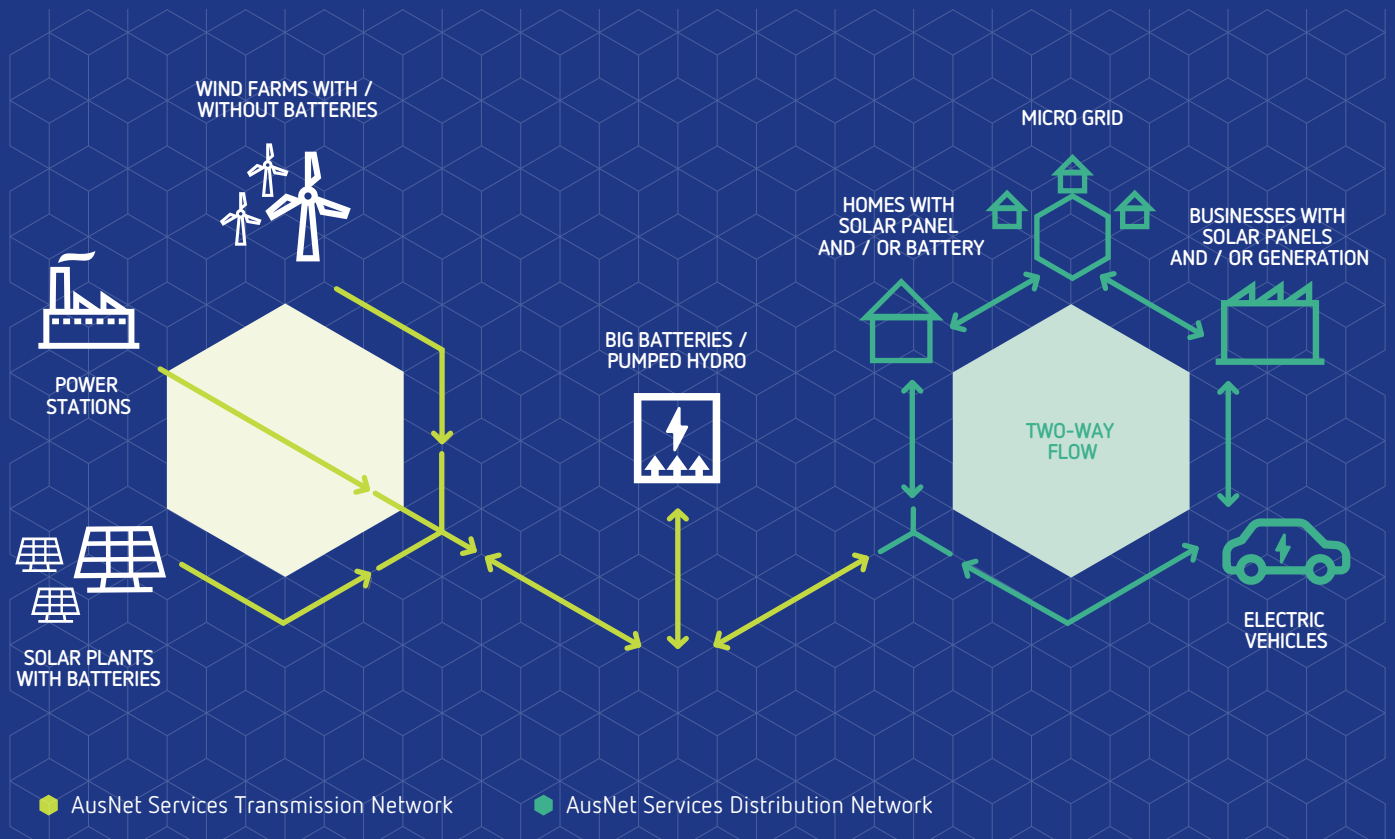 WIND FARMS WITH /
WITHOUT BATTERIES
MICRO GRID
HOMES WITH
SOLAR PANEL
AND / OR BATTERY
BUSINESSES WITH
SOLAR PANELS
AND / OR GENERATION
BIG BATTERIES /
PUMPED HYDRO
POWER
STATIONS
TWO-WAY
FLOW
ELECTRIC
VEHICLES
SOLAR PLANTS
WITH BATTERIES
AusNet Services Transmission Network
AusNet Services Distribution Network